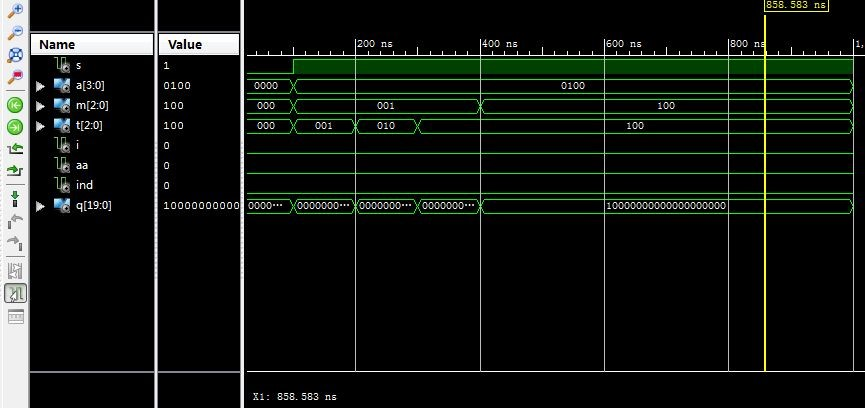 858.583 ns
Name Value 200 ns 400 ns 600 ns 800 ns 1,
s 1
a[3:0] 0100 0000 0100
m[2:0] 100 000 001 100
t[2:0] 100 000 001 010 100
i 0
aa 0
ind 0
q[19:0] 10000000000 0000··· 0000000··· 0000000··· 0000000··· 10000000000000000000
X1: 858.583 ns